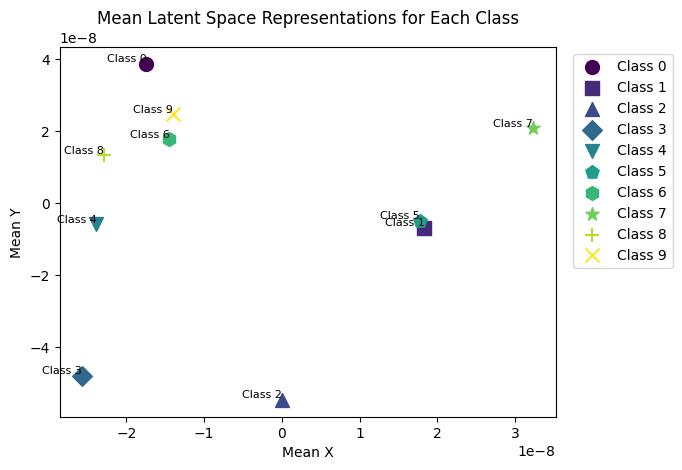 Mean Latent Space Representations for Each Class
1e−8
4
2
0
−2
−4
Mean Y
Class 0
Class 9
Class 6
Class 8
Class 7
Class 4
Class 5
Class 1
Class 3
Class 2
−2
−1
0
1
2
3
1e−8
Mean X
Class 0
Class 1
Class 2
Class 3
Class 4
Class 5
Class 6
Class 7
Class 8
Class 9